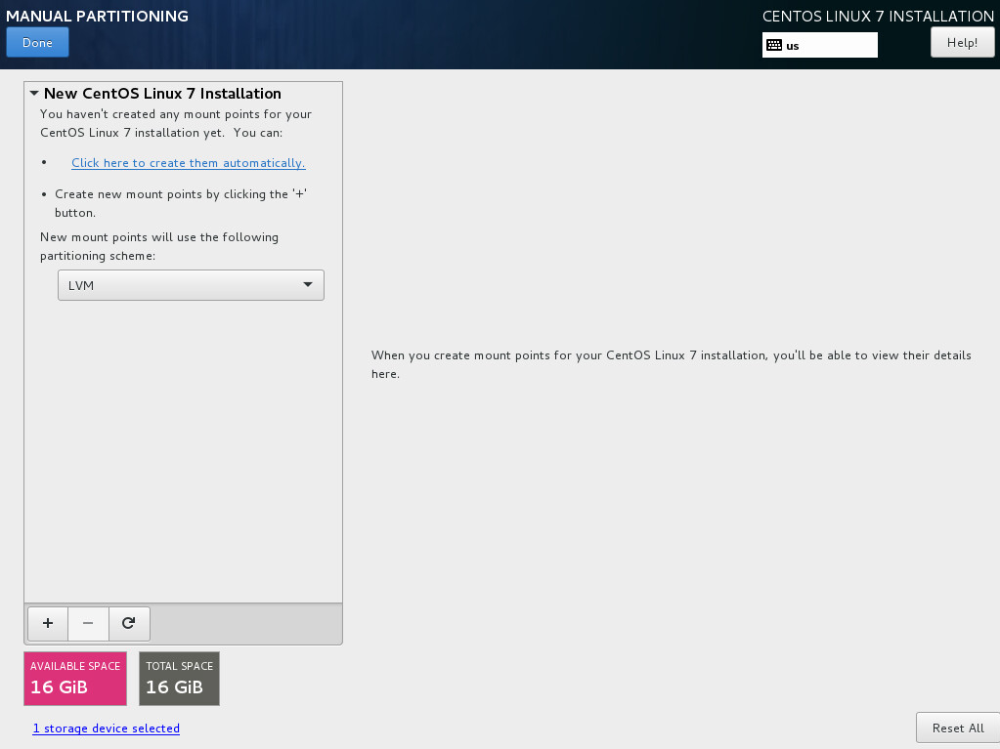 MANUAL PARTITIONING
CENTOS LINUX 7 INSTALLATION
Done
us
Help!
New CentOS Linux 7 Installation
You haven't created any mount points for your
CentOS Linux 7 installation yet.  You can:
• Click here to create them automatically.
• Create new mount points by clicking the '+'
button.
New mount points will use the following
partitioning scheme:
LVM
When you create mount points for your CentOS Linux 7 installation, you'll be able to view their details
here.
+ −
AVAILABLE SPACE
16 GiB
TOTAL SPACE
16 GiB
1 storage device selected
Reset All